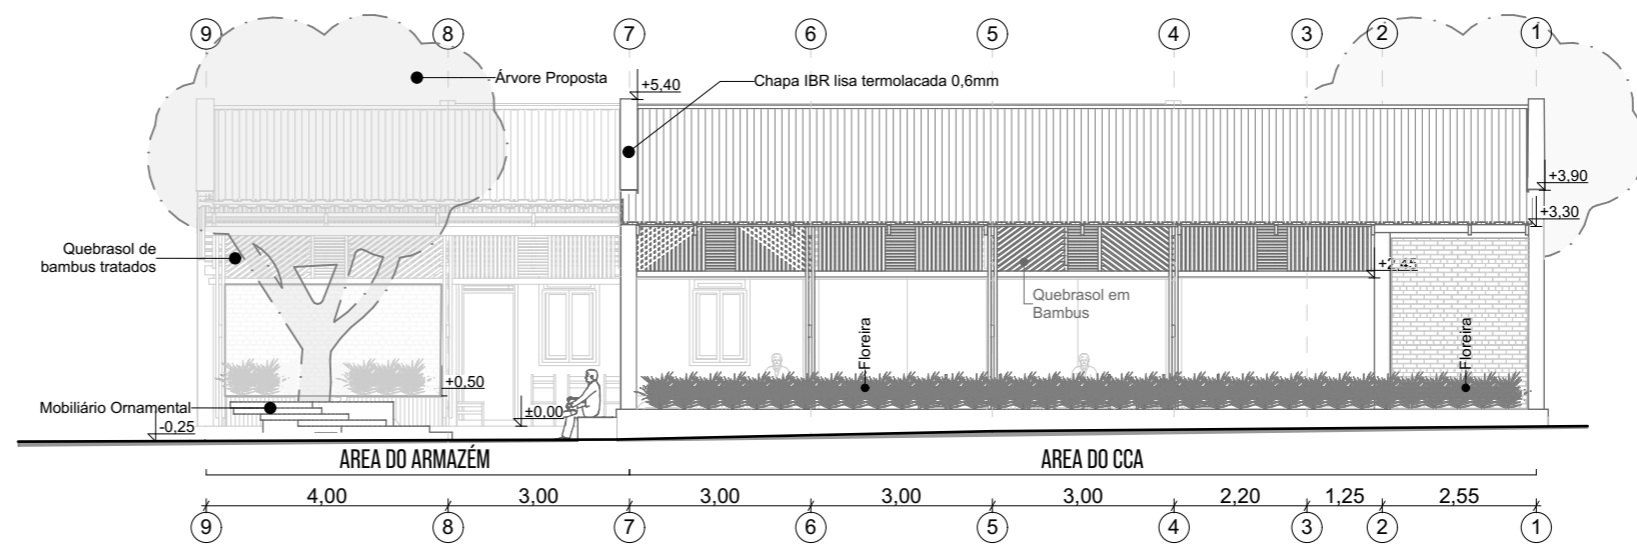 9 8 7 6 5 4 3 2 1
Árvore Proposta
+5,40
Chapa IBR lisa termolacada 0,6mm
+3,90
+3,30
Quebrasol de
bambus tratados
+2,45
Quebrasol em
Bambus
Floreira
Floreira
+0,50
Mobiliário Ornamental
±0,00
-0,25
AREA DO ARMAZÉM
AREA DO CCA
4,00 3,00 3,00 3,00 3,00 2,20 1,25 2,55
9 8 7 6 5 4 3 2 1